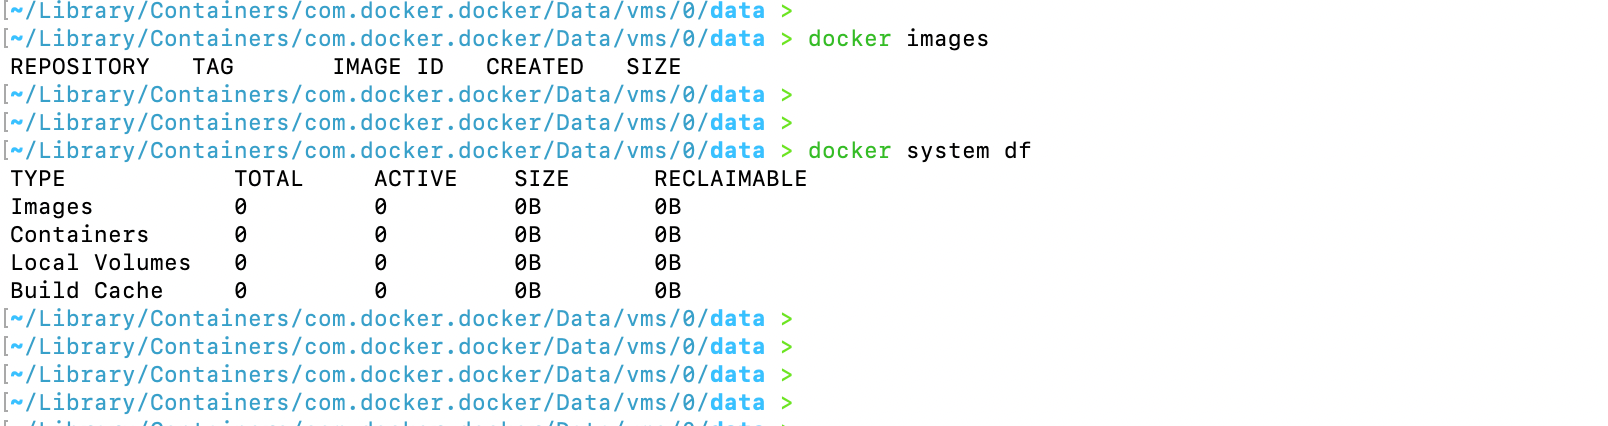 [~/Library/Containers/com.docker.docker/Data/vms/0/data >
[~/Library/Containers/com.docker.docker/Data/vms/0/data > docker images
REPOSITORY   TAG       IMAGE ID   CREATED   SIZE
[~/Library/Containers/com.docker.docker/Data/vms/0/data >
[~/Library/Containers/com.docker.docker/Data/vms/0/data >
[~/Library/Containers/com.docker.docker/Data/vms/0/data > docker system df
TYPE            TOTAL     ACTIVE    SIZE      RECLAIMABLE
Images          0         0         0B        0B
Containers      0         0         0B        0B
Local Volumes   0         0         0B        0B
Build Cache     0         0         0B        0B
[~/Library/Containers/com.docker.docker/Data/vms/0/data >
[~/Library/Containers/com.docker.docker/Data/vms/0/data >
[~/Library/Containers/com.docker.docker/Data/vms/0/data >
[~/Library/Containers/com.docker.docker/Data/vms/0/data >